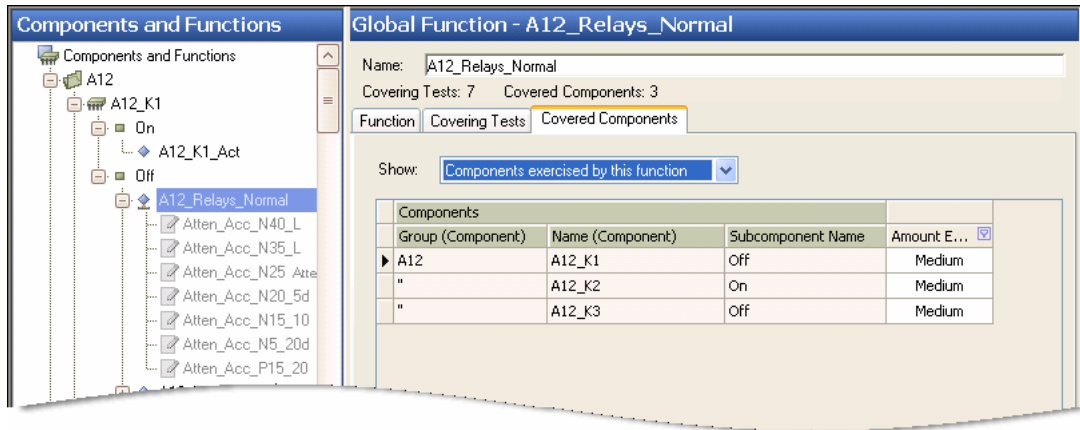 Components and Functions
Components and Functions
A12
A12_K1
On
A12_K1_Act
Off
A12_Relays_Normal
Atten_Acc_N40_L
Atten_Acc_N35_L
Atten_Acc_N25 Atte
Atten_Acc_N20_5d
Atten_Acc_N15_10
Atten_Acc_N5_20d
Atten_Acc_P15_20
Global Function - A12_Relays_Normal
Name: A12_Relays_Normal
Covering Tests: 7 Covered Components: 3
Function Covering Tests Covered Components
Show: Components exercised by this function
Components
Group (Component) Name (Component) Subcomponent Name Amount E...
A12 A12_K1 Off Medium
" A12_K2 On Medium
" A12_K3 Off Medium